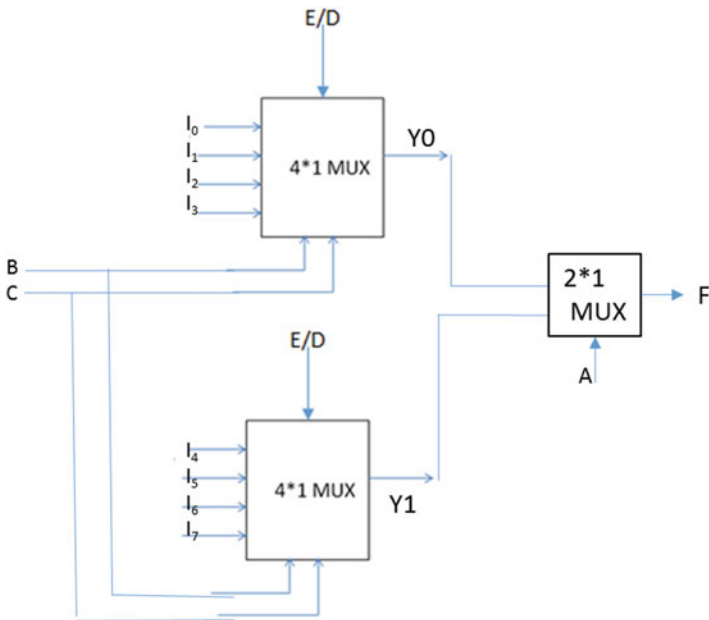 E/D
I₀
I₁
I₂
I₃
4*1 MUX
Y0
B
C
2*1
MUX
F
A
E/D
I₄
I₅
I₆
I₇
4*1 MUX
Y1